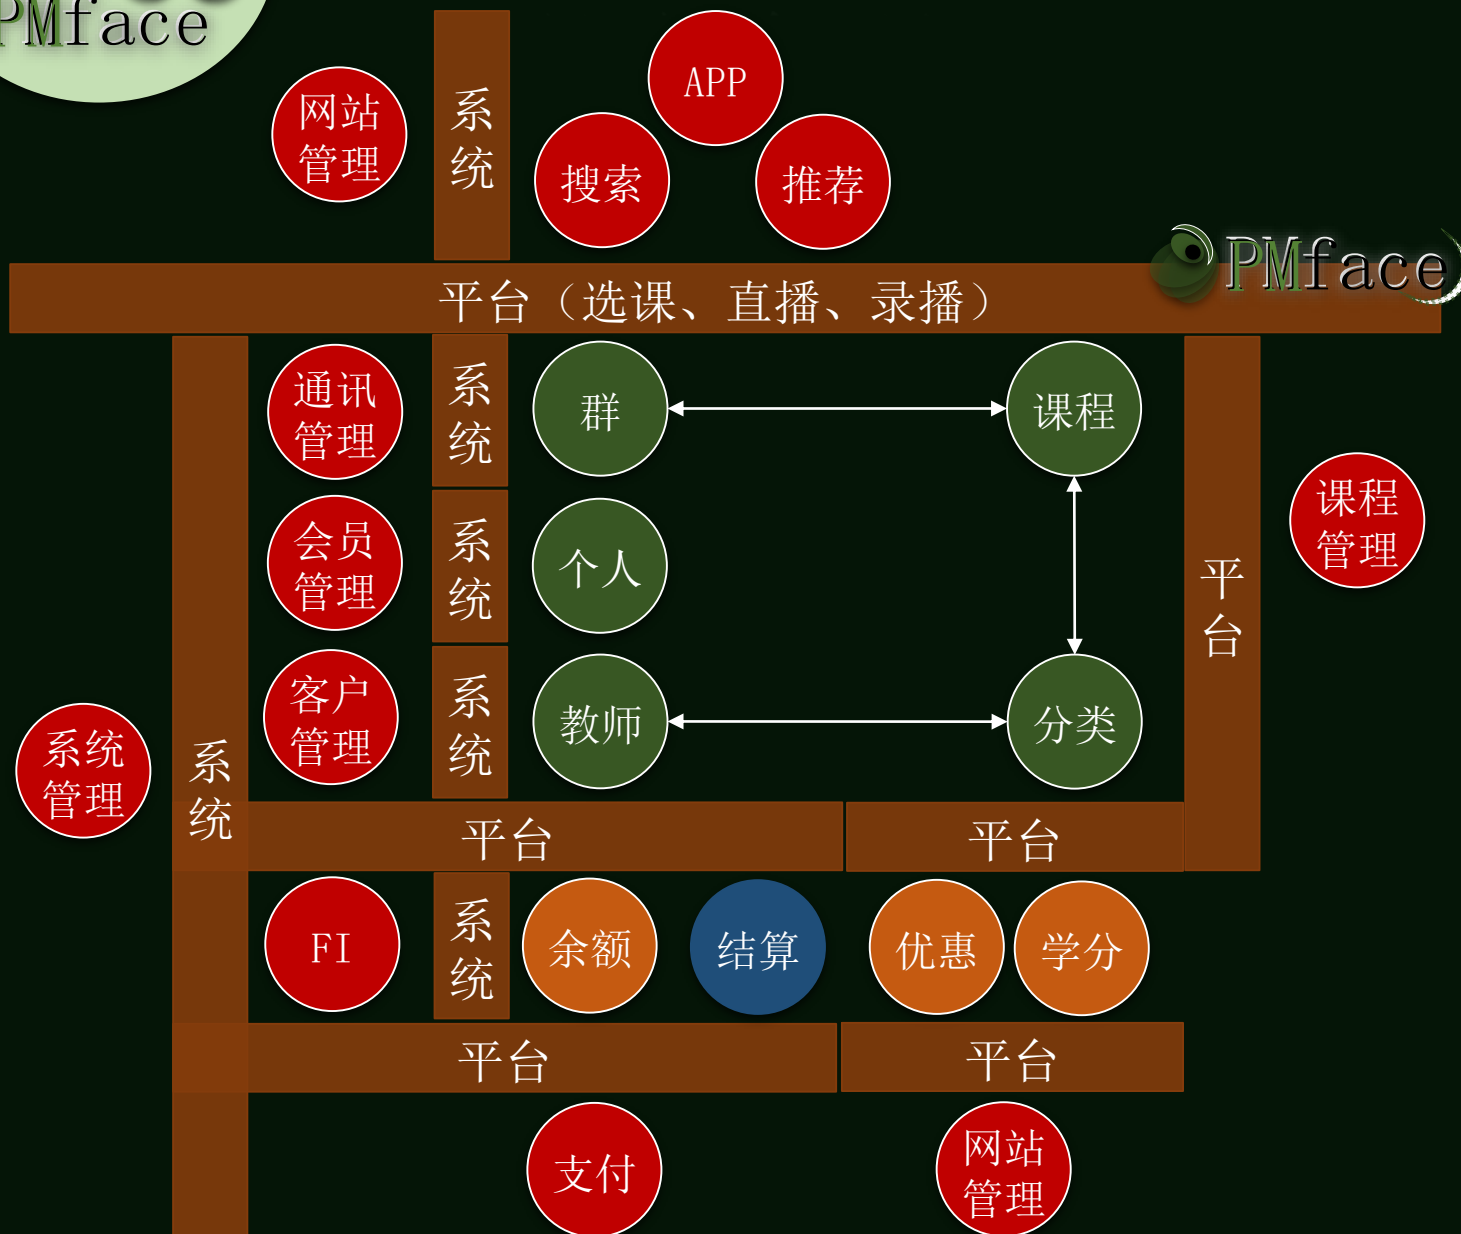 PMface
网站
管理
系
统
APP
搜索
推荐
PMface
平台（选课、直播、录播）
通讯
管理
系
统
群
课程
会员
管理
系
统
个人
平
台
课程
管理
客户
管理
系
统
教师
分类
系统
管理
系
统
平台
平台
FI
系
统
余额
结算
优惠
学分
平台
平台
支付
网站
管理